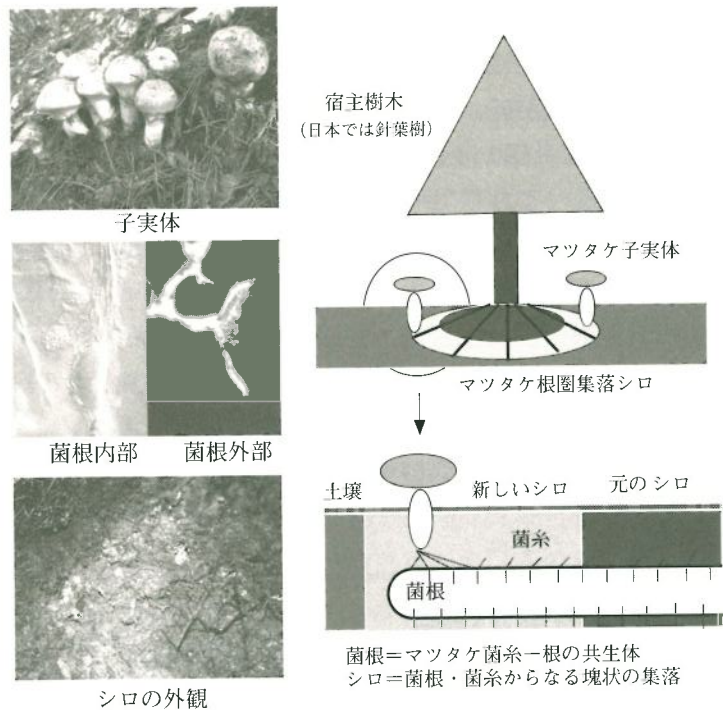 子実体
菌根内部
菌根外部
シロの外観
宿主樹木
(日本では針葉樹)
マツタケ子実体
マツタケ根圏集落シロ
土壌
新しいシロ
元のシロ
菌糸
菌根
菌根＝マツタケ菌糸ー根の共生体
シロ＝菌根・菌糸からなる塊状の集落